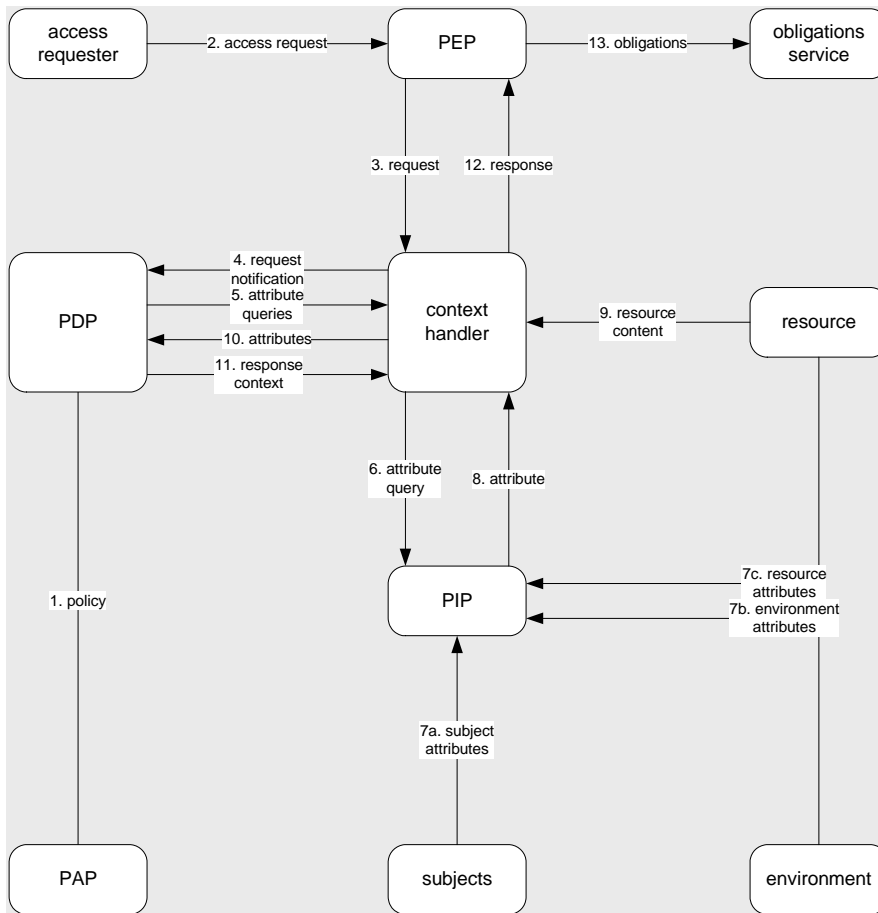 access
requester
2. access request
PEP
13. obligations
obligations
service
3. request
12. response
PDP
4. request
notification
5. attribute
queries
10. attributes
11. response
context
context
handler
9. resource
content
resource
6. attribute
query
8. attribute
1. policy
PIP
7c. resource
attributes
7b. environment
attributes
7a. subject
attributes
PAP
subjects
environment